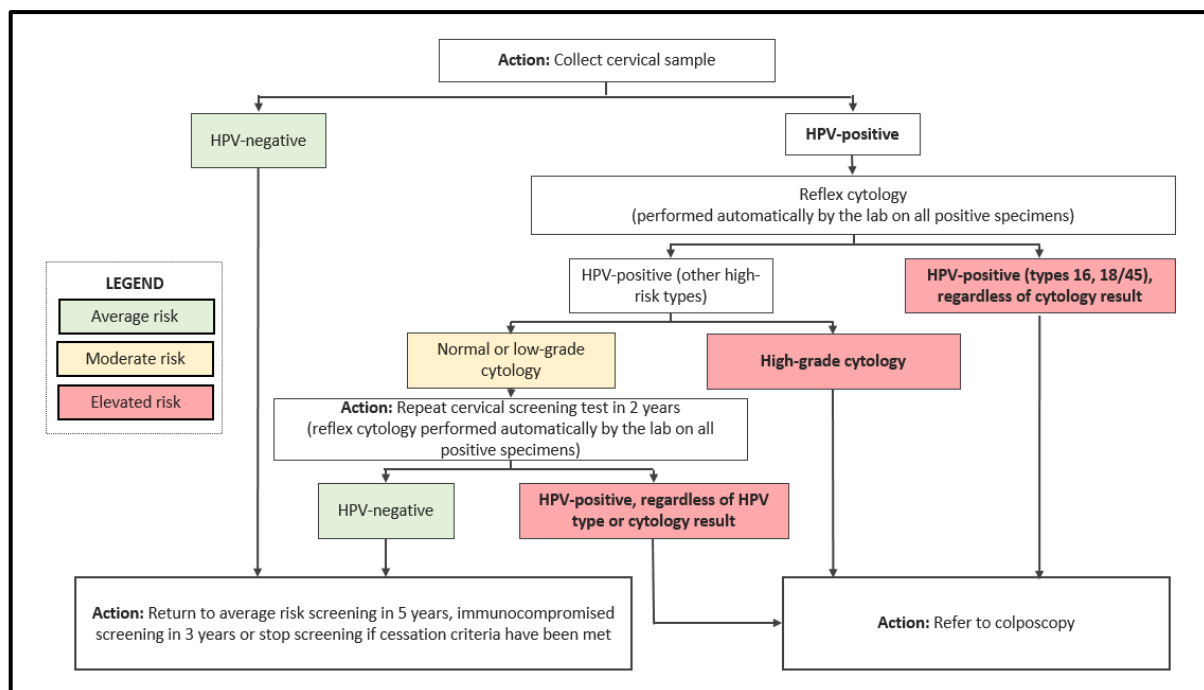 Action: Collect cervical sample
HPV-negative
HPV-positive
Reflex cytology
(performed automatically by the lab on all positive specimens)
HPV-positive (other high-
risk types)
HPV-positive (types 16, 18/45),
regardless of cytology result
LEGEND
Average risk
Moderate risk
Elevated risk
Normal or low-grade
cytology
High-grade cytology
Action: Repeat cervical screening test in 2 years
(reflex cytology performed automatically by the lab on all
positive specimens)
HPV-negative
HPV-positive, regardless of HPV
type or cytology result
Action: Return to average risk screening in 5 years, immunocompromised
screening in 3 years or stop screening if cessation criteria have been met
Action: Refer to colposcopy